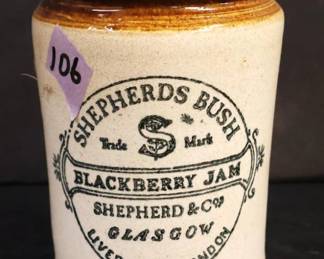 106
SHEPHERDS BUSH
Trade S Mark
BLACKBERRY JAM
SHEPHERD & Co's
GLASGOW